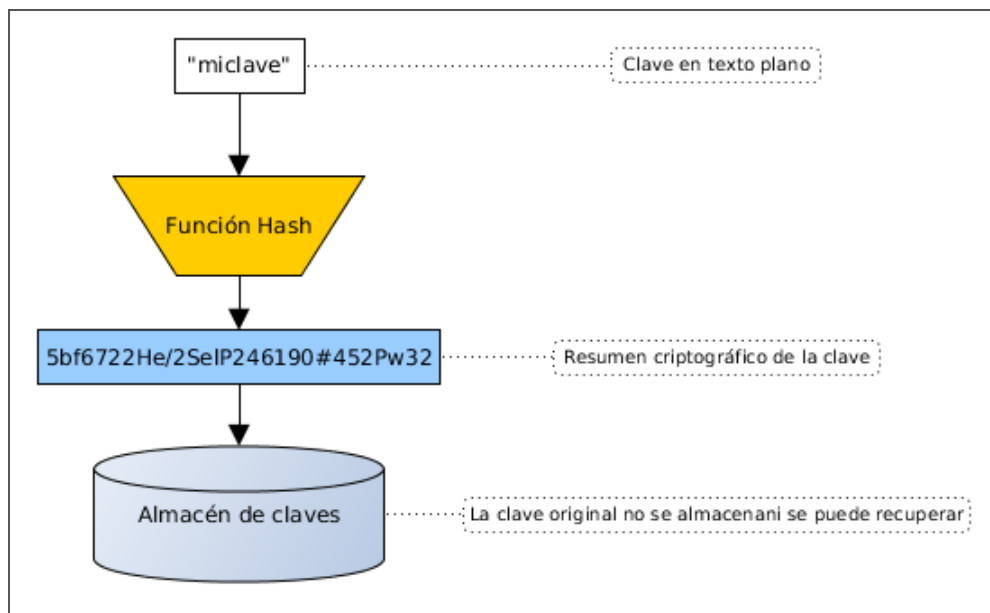 "miclave"
Clave en texto plano
Función Hash
5bf6722He/2SelP246190#452Pw32
Resumen criptográfico de la clave
Almacén de claves
La clave original no se almacenani se puede recuperar